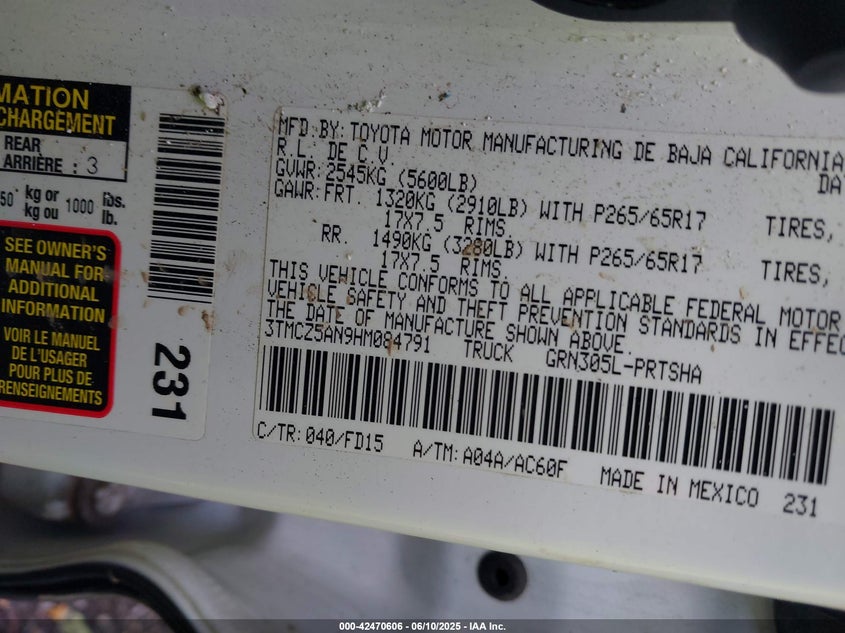 MATION
CHARGEMENT
REAR
ARRIÈRE : 3
50 kg or 1000 lbs.
kg ou lb.
SEE OWNER'S
MANUAL FOR
ADDITIONAL
INFORMATION
VOIR LE MANUEL
DE L'USAGER
POUR PLUS DE
RENSEIGNEMENTS
231
MFD BY: TOYOTA MOTOR MANUFACTURING DE BAJA CALIFORNIA,
R.L. DE C.V. DA
GVWR: 2545KG (5600LB)
GAWR: FRT. 1320KG (2910LB) WITH P265/65R17 TIRES,
17X7.5 RIMS
RR. 1490KG (3280LB) WITH P265/65R17 TIRES,
17X7.5 RIMS.
THIS VEHICLE CONFORMS TO ALL APPLICABLE FEDERAL MOTOR
VEHICLE SAFETY AND THEFT PREVENTION STANDARDS IN EFFEC
THE DATE OF MANUFACTURE SHOWN ABOVE.
3TMCZ5AN9HM084791 TRUCK GRN305L-PRTSHA
C/TR: 040/FD15 A/TM: A04A/AC60F MADE IN MEXICO 231
000-42470606 - 06/10/2025 - IAA Inc.